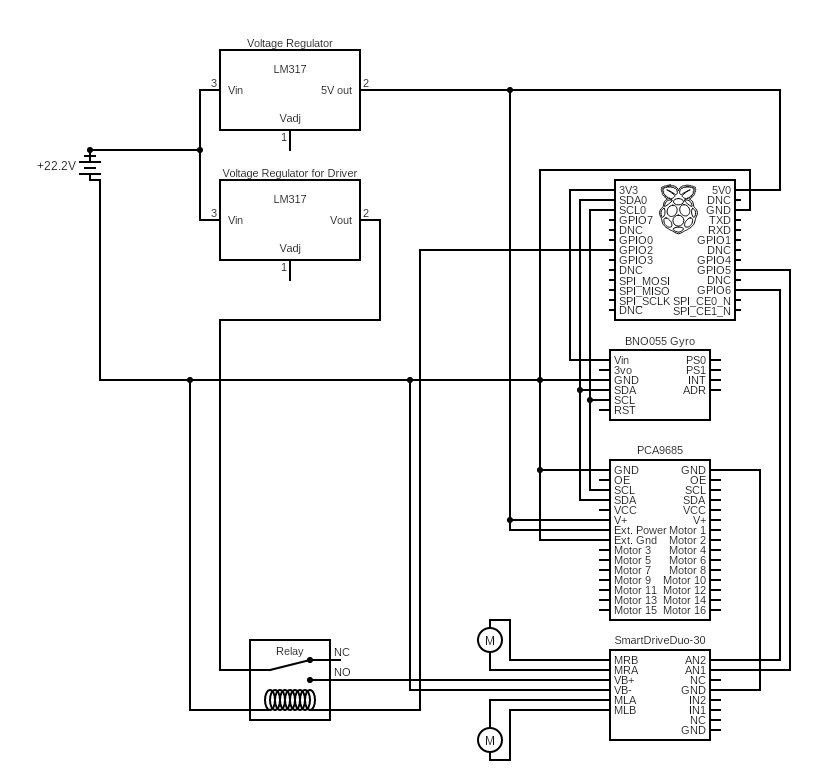 Voltage Regulator
LM317
3
Vin
5V out
2
Vadj
1
+22.2V
Voltage Regulator for Driver
LM317
3
Vin
Vout
2
Vadj
1
3V3
SDA0
SCL0
GPIO7
DNC
GPIO0
GPIO2
GPIO3
DNC
SPI_MOSI
SPI_MISO
SPI_SCLK
DNC
5V0
DNC
GND
TXD
RXD
GPIO1
DNC
GPIO4
GPIO5
DNC
GPIO6
SPI_CE0_N
SPI_CE1_N
BNO055 Gyro
Vin
3vo
GND
SDA
SCL
RST
PS0
PS1
INT
ADR
PCA9685
GND
OE
SCL
SDA
VCC
V+
Ext. Power
Ext. Gnd
Motor 3
Motor 5
Motor 7
Motor 9
Motor 11
Motor 13
Motor 15
GND
OE
SCL
SDA
VCC
V+
Motor 1
Motor 2
Motor 4
Motor 6
Motor 8
Motor 10
Motor 12
Motor 14
Motor 16
Relay
NC
NO
M
M
SmartDriveDuo-30
MRB
MRA
VB+
VB-
MLA
MLB
AN2
AN1
NC
GND
IN2
IN1
NC
GND